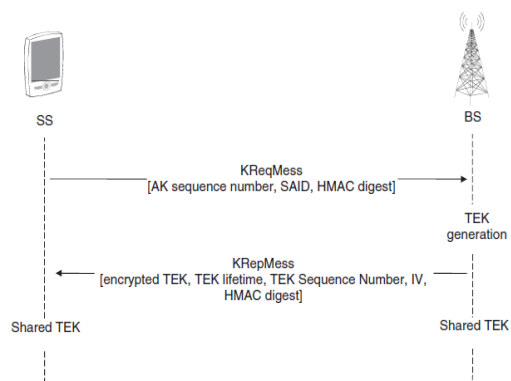 SS
BS
KReqMess
[AK sequence number, SAID, HMAC digest]
TEK
generation
KRepMess
[encrypted TEK, TEK lifetime, TEK Sequence Number, IV,
HMAC digest]
Shared TEK
Shared TEK